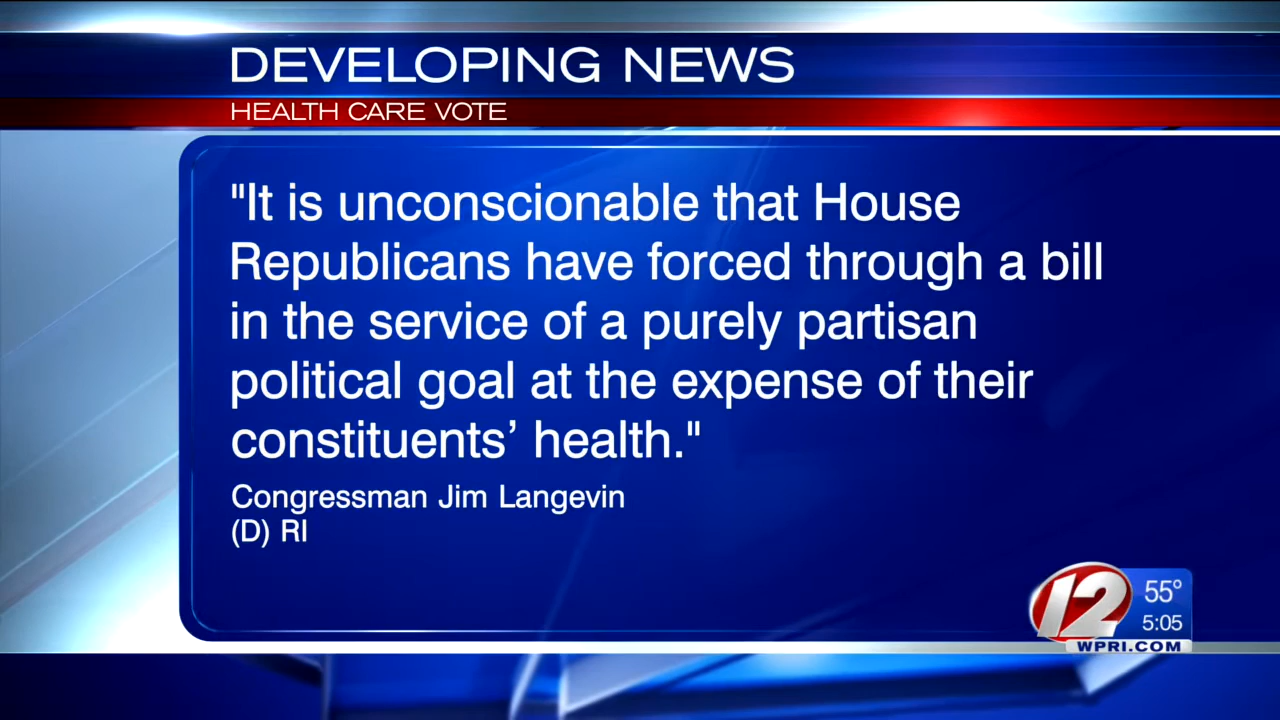 DEVELOPING NEWS
HEALTH CARE VOTE
"It is unconscionable that House
Republicans have forced through a bill
in the service of a purely partisan
political goal at the expense of their
constituents’ health."
Congressman Jim Langevin
(D) RI
12
55°
5:05
WPRI.COM